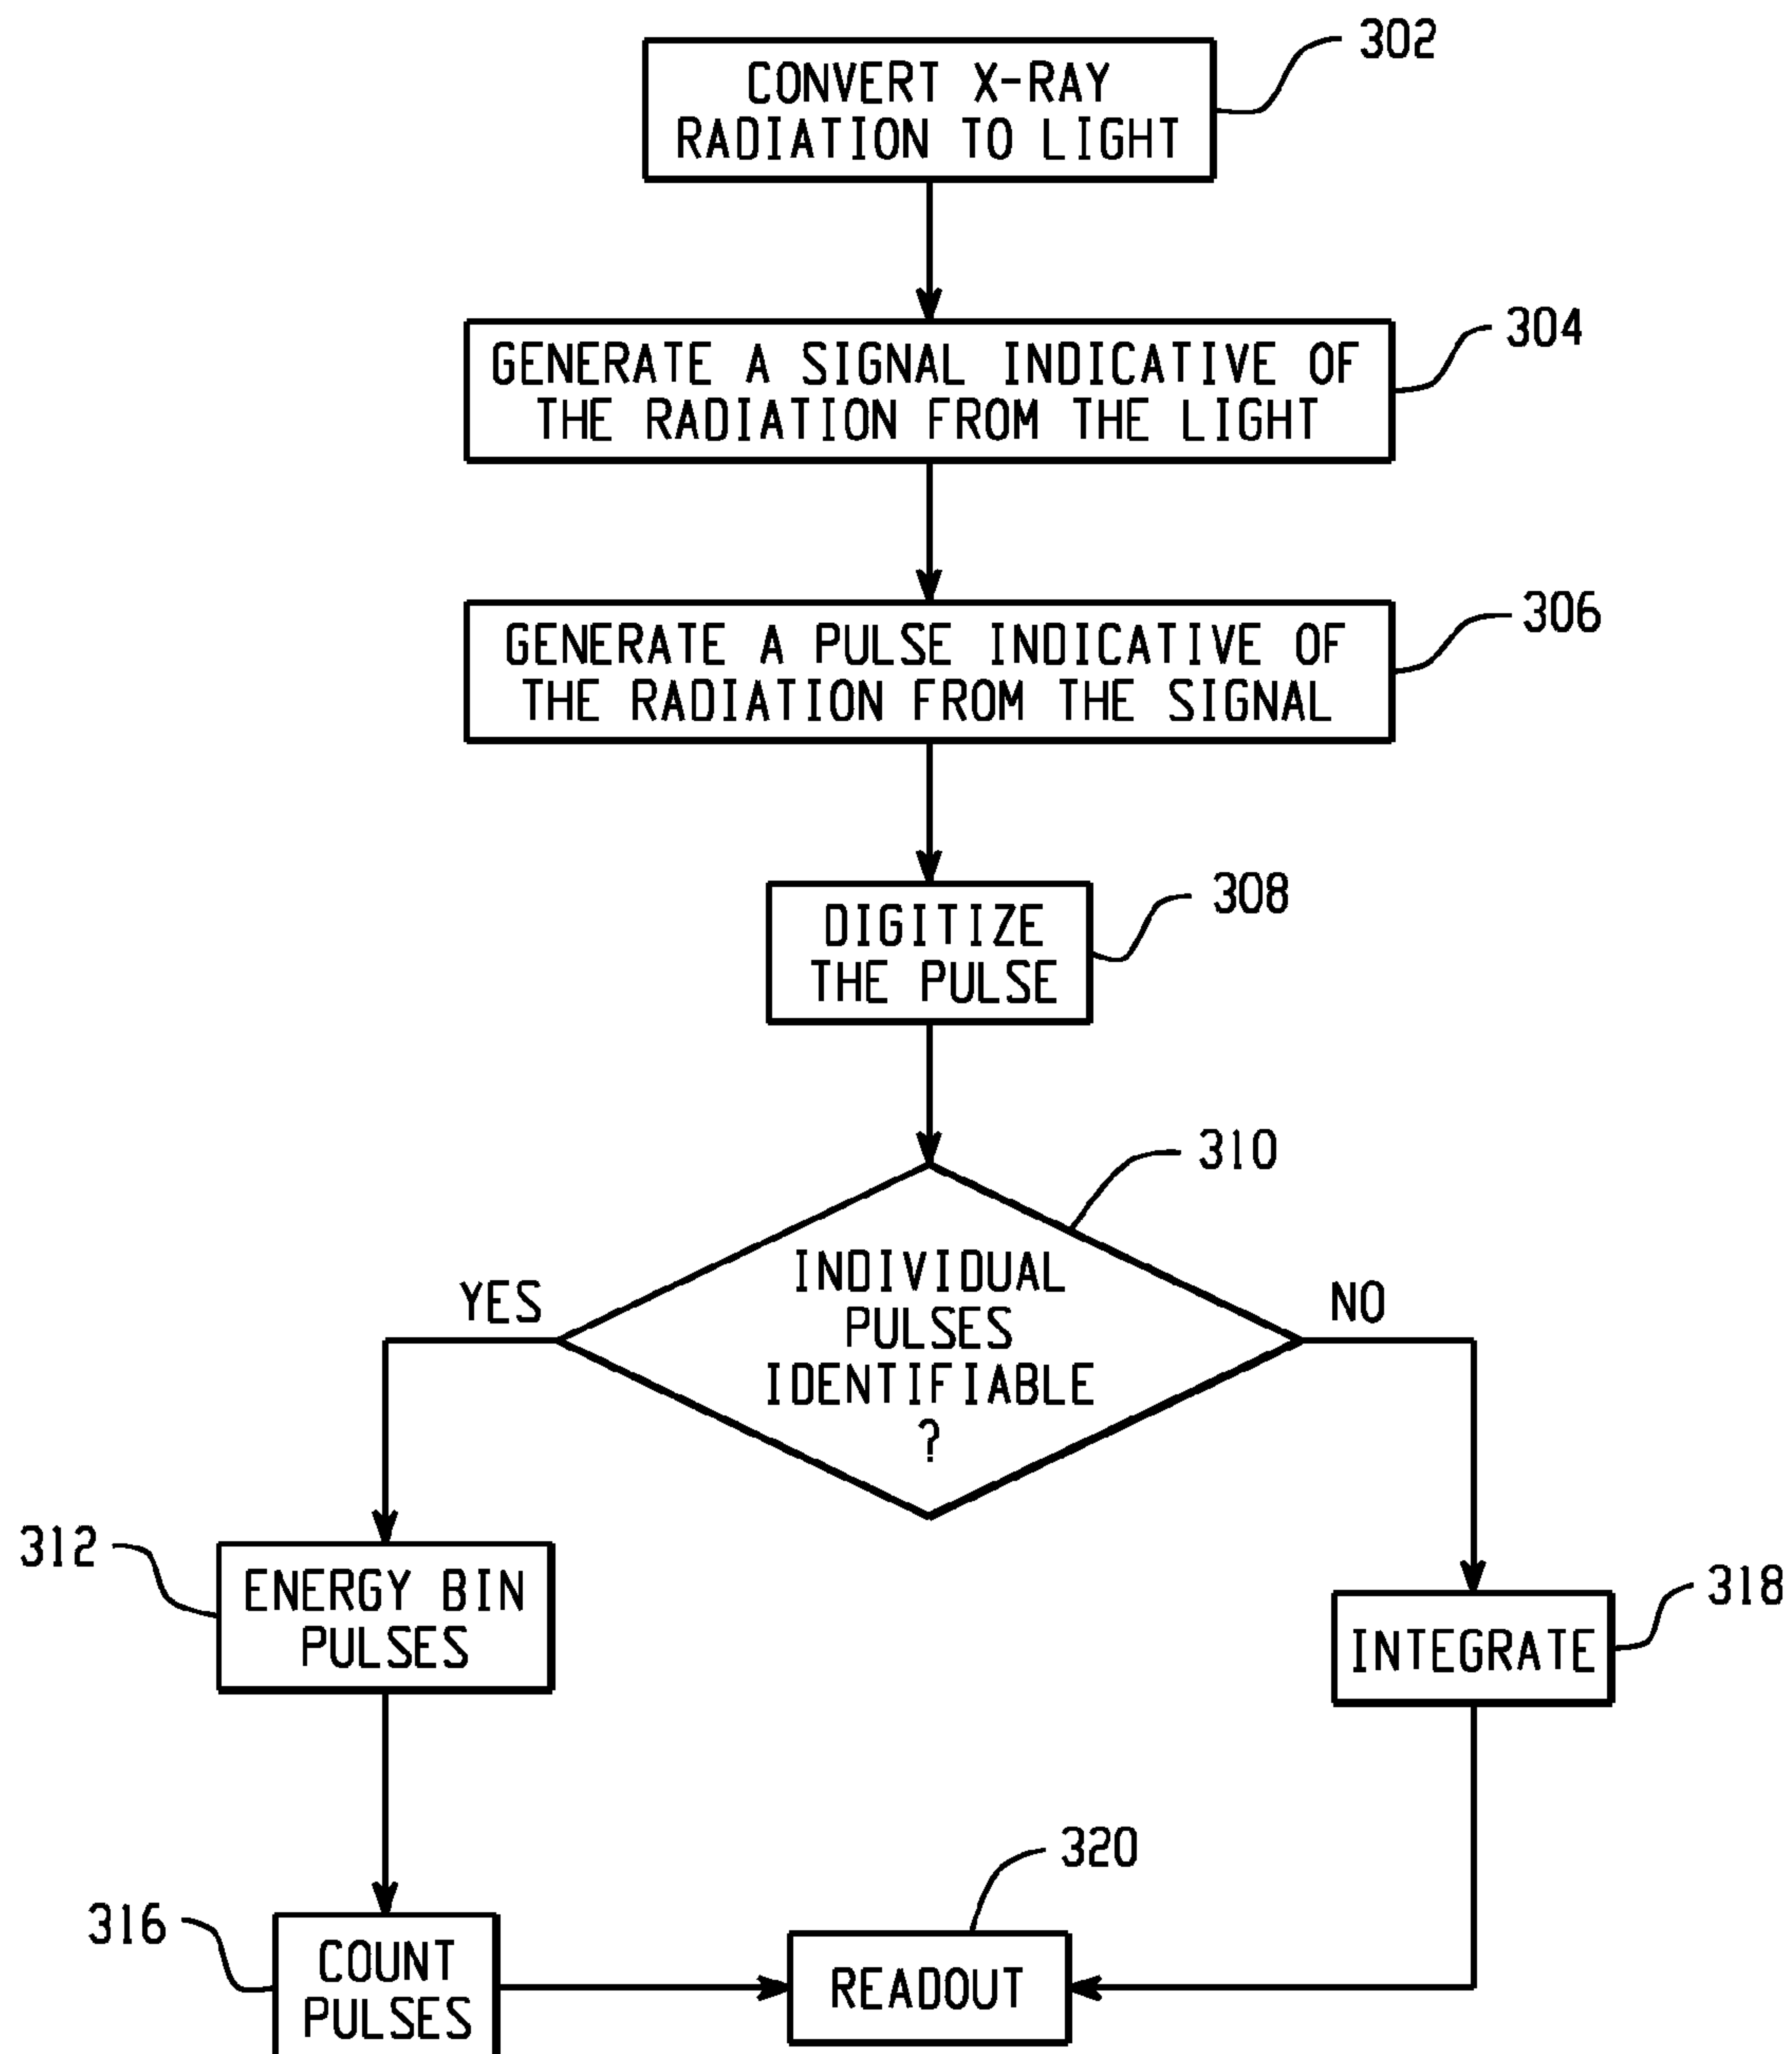 302
CONVERT X-RAY
RADIATION TO LIGHT
304
GENERATE A SIGNAL INDICATIVE OF
THE RADIATION FROM THE LIGHT
306
GENERATE A PULSE INDICATIVE OF
THE RADIATION FROM THE SIGNAL
308
DIGITIZE
THE PULSE
310
INDIVIDUAL
PULSES
IDENTIFIABLE
?
YES
NO
312
ENERGY BIN
PULSES
318
INTEGRATE
316
COUNT
PULSES
320
READOUT